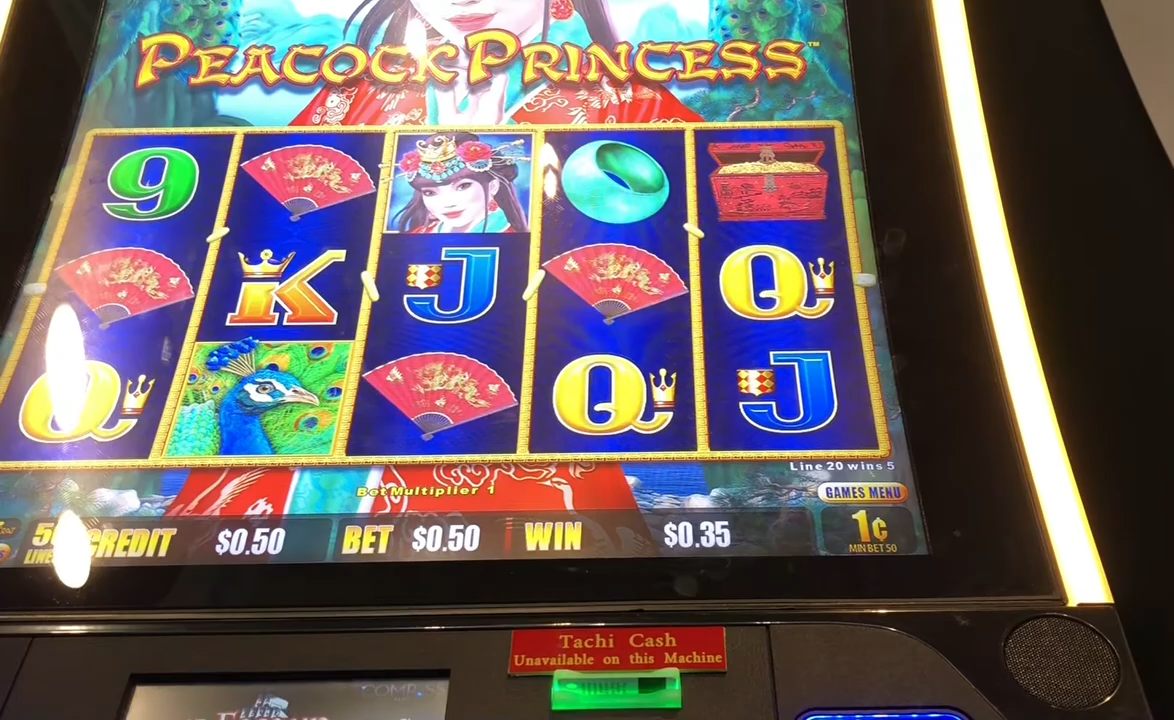 PEACOCK PRINCESS™
9
K
J
Q
Q
Q
J
Line 20 wins 5
Bet Multiplier 1
GAMES MENU
CREDIT $0.50 BET $0.50 WIN $0.35 1¢
MIN BET 50
Tachi Cash
Unavailable on this Machine